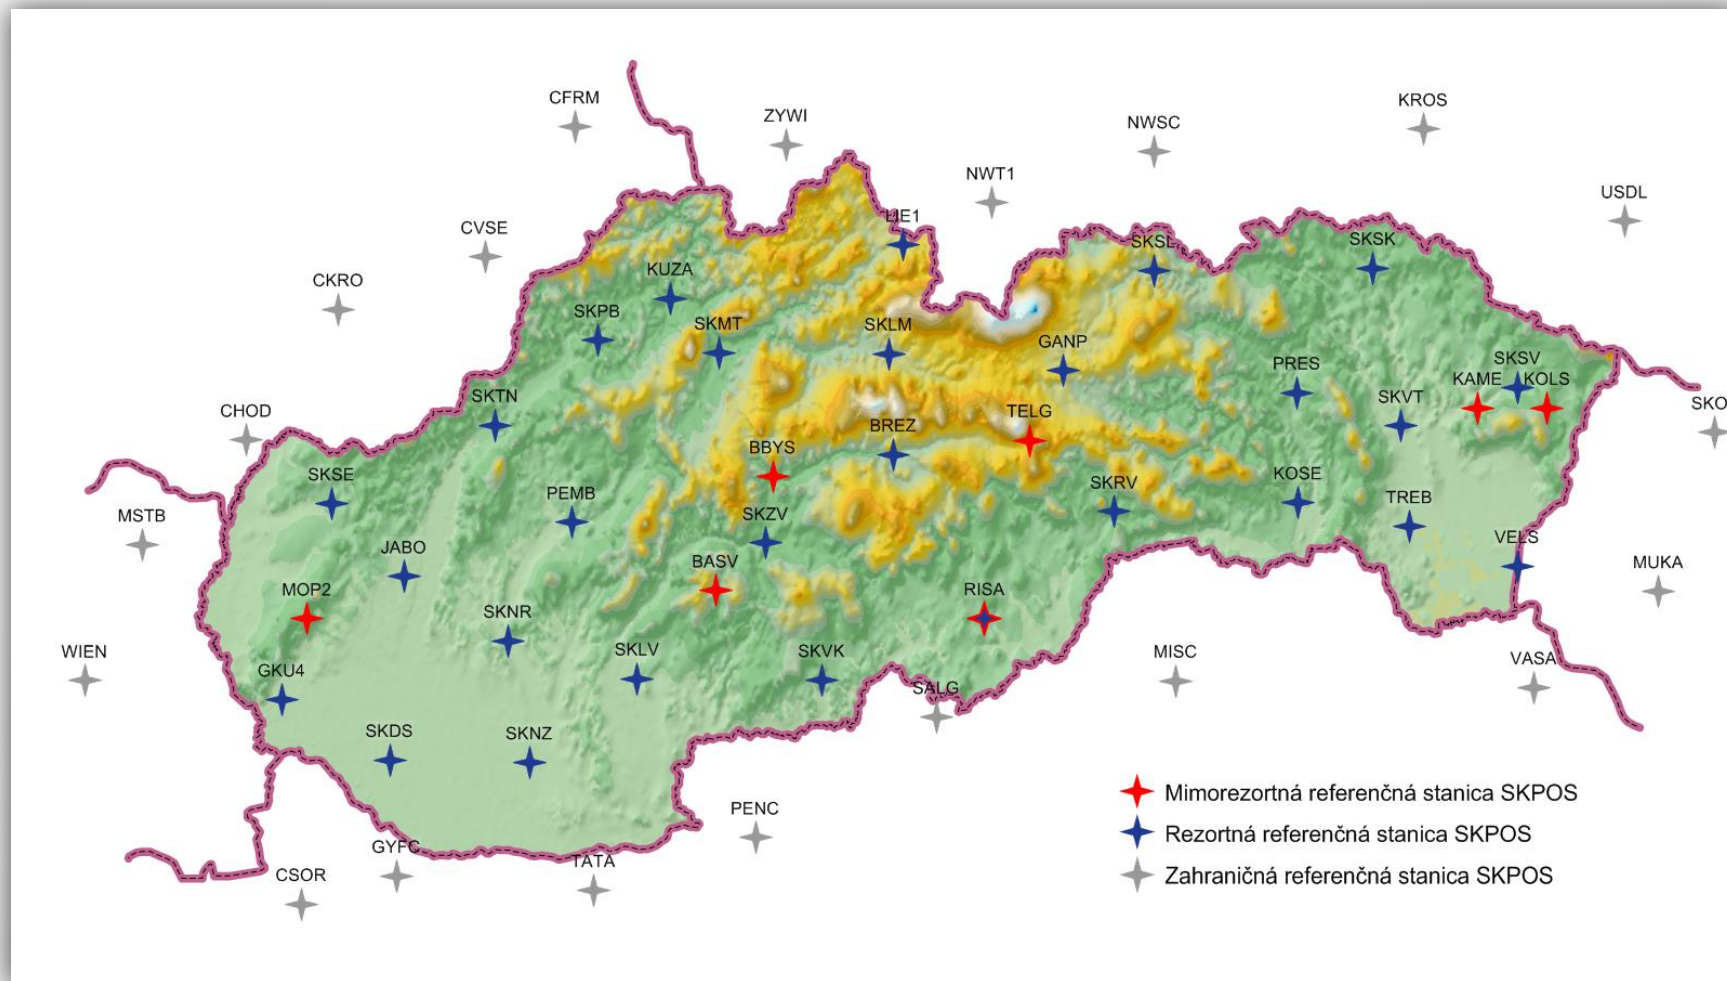 CFRM
KROS
ZYWI
NWSC
NWT1
USDL
LIE1
CVSE
SKSL
SKSK
KUZA
CKRO
SKPB
SKMT
SKLM
GANP
PRES
SKSV
KAME
KOLS
SKTN
SKVT
SKO
CHOD
TELG
BREZ
BBYS
SKSE
PEMB
SKRV
KOSE
TREB
MSTB
SKZV
VELS
JABO
BASV
MUKA
MOP2
RISA
SKNR
WIEN
SKLV
SKVK
MISC
VASA
GKU4
SALG
SKDS
SKNZ
PENC
GYFC
TATA
CSOR
Mimorezortná referenčná stanica SKPOS
Rezortná referenčná stanica SKPOS
Zahraničná referenčná stanica SKPOS